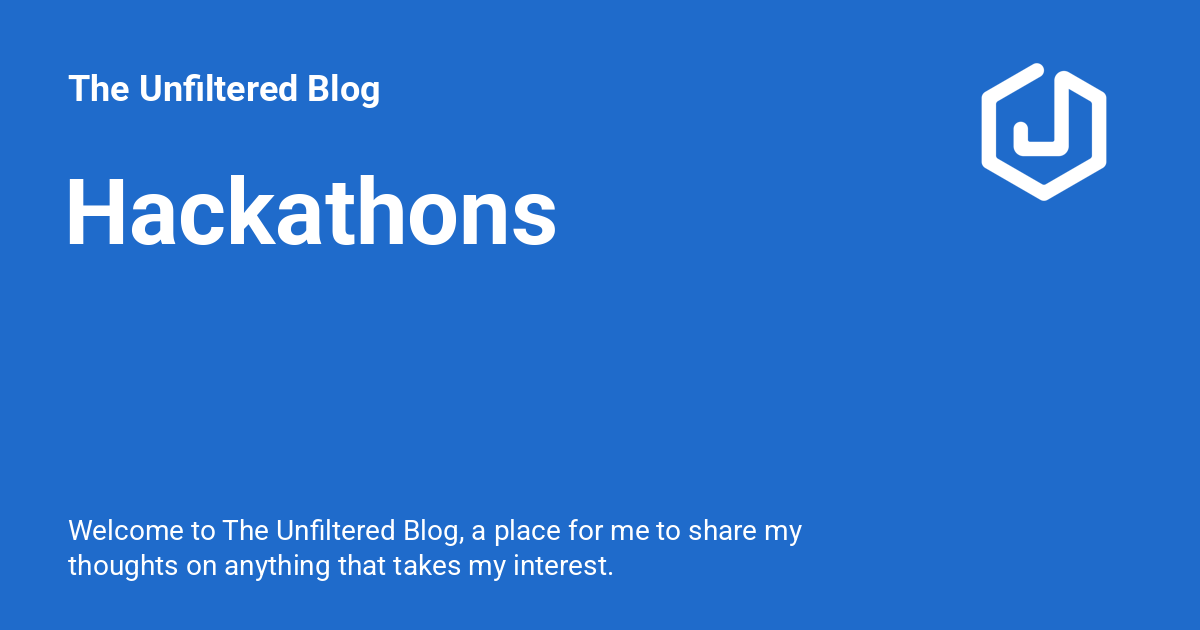 The Unfiltered Blog
Hackathons
Welcome to The Unfiltered Blog, a place for me to share my
thoughts on anything that takes my interest.